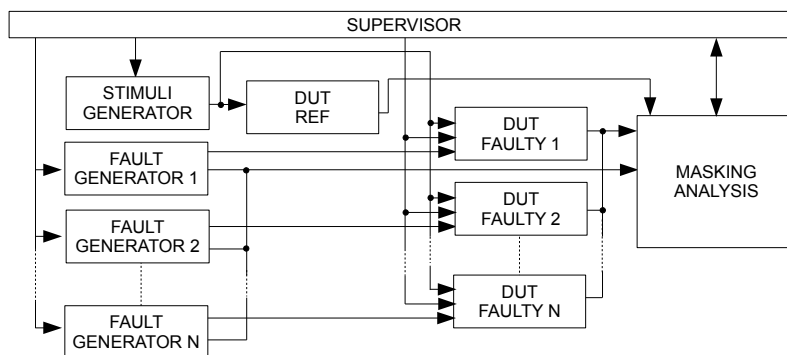 SUPERVISOR
STIMULI
GENERATOR
DUT
REF
DUT
FAULTY 1
FAULT
GENERATOR 1
MASKING
ANALYSIS
FAULT
GENERATOR 2
DUT
FAULTY 2
FAULT
GENERATOR N
DUT
FAULTY N